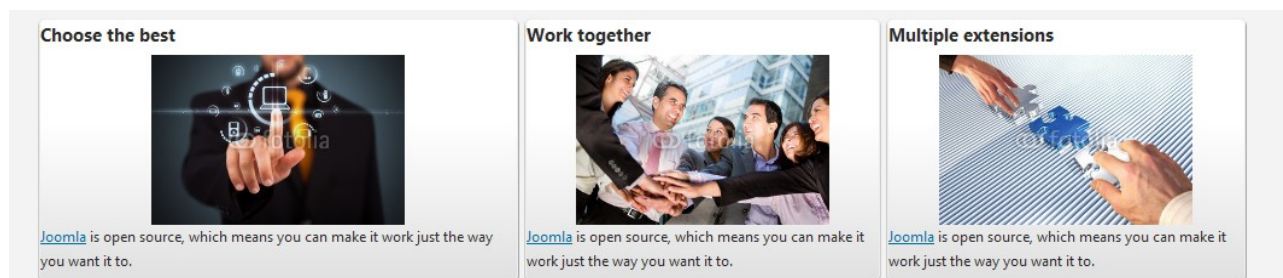 Choose the best
fotolia
Joomla is open source, which means you can make it work just the way
you want it to.
Work together
fotolia
Joomla is open source, which means you can make it
work just the way you want it to.
Multiple extensions
fotolia
Joomla is open source, which means you can make it
work just the way you want it to.